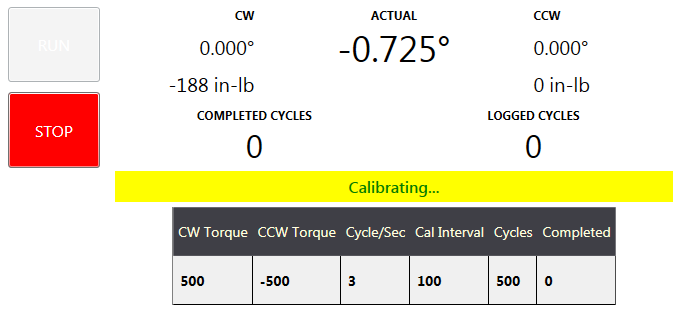 RUN
STOP
CW ACTUAL CCW
0.000° -0.725° 0.000°
-188 in-lb 0 in-lb
COMPLETED CYCLES LOGGED CYCLES
0 0
Calibrating...
CW Torque CCW Torque Cycle/Sec Cal Interval Cycles Completed
500 -500 3 100 500 0